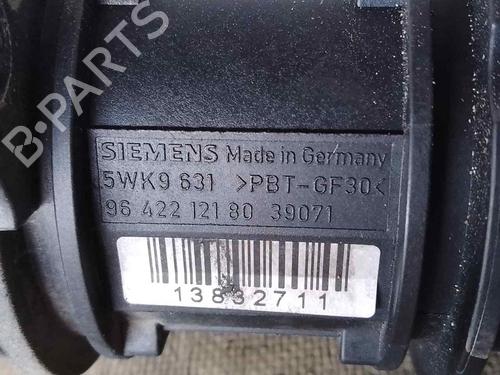 SIEMENS Made in Germany
5WK9 631 >PBT-GF30<
96 422 121 80 39071
13832711
B-PARTS